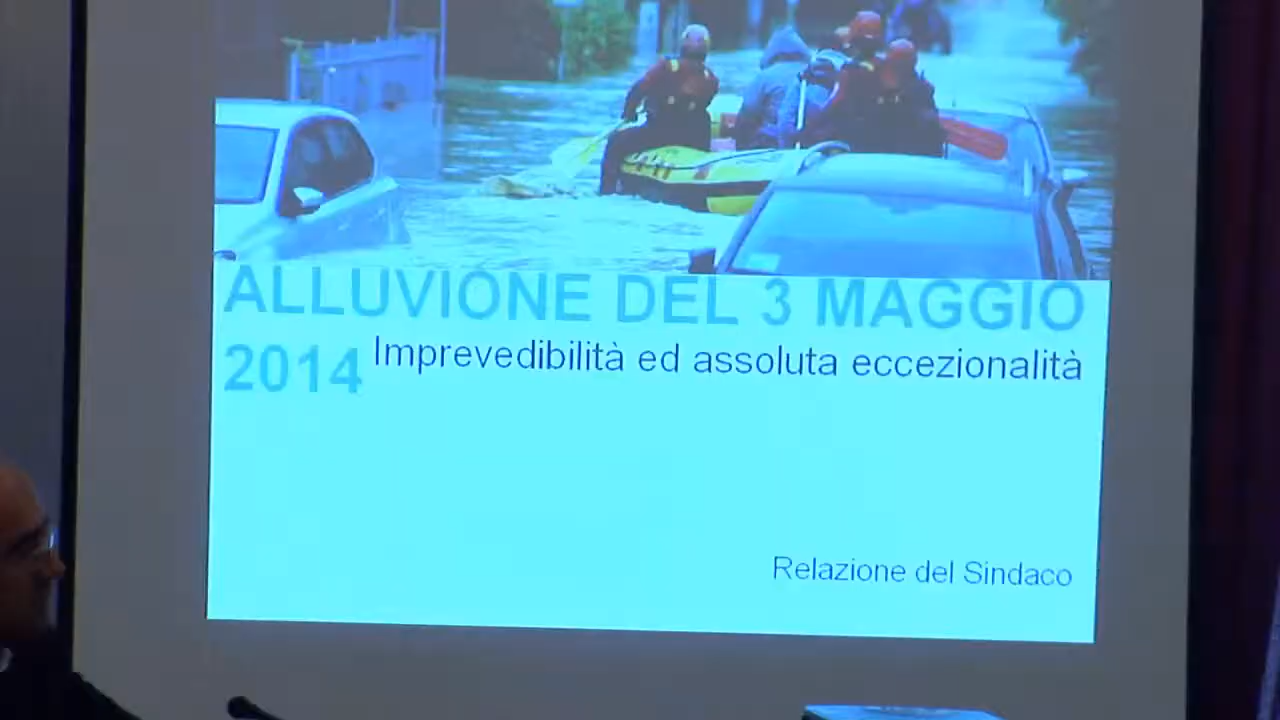 ALLUVIONE DEL 3 MAGGIO
2014 Imprevedibilità ed assoluta eccezionalità
Relazione del Sindaco